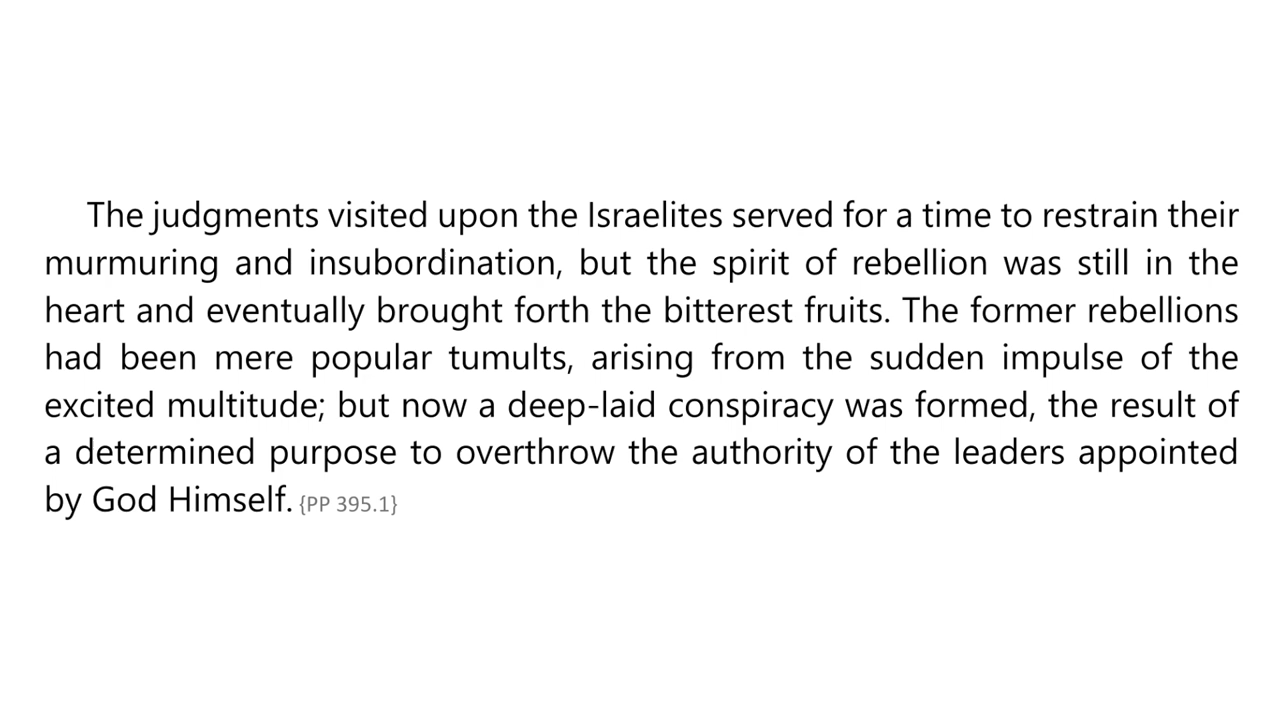 The judgments visited upon the Israelites served for a time to restrain their
murmuring and insubordination, but the spirit of rebellion was still in the
heart and eventually brought forth the bitterest fruits. The former rebellions
had been mere popular tumults, arising from the sudden impulse of the
excited multitude; but now a deep-laid conspiracy was formed, the result of
a determined purpose to overthrow the authority of the leaders appointed
by God Himself. {PP 395.1}